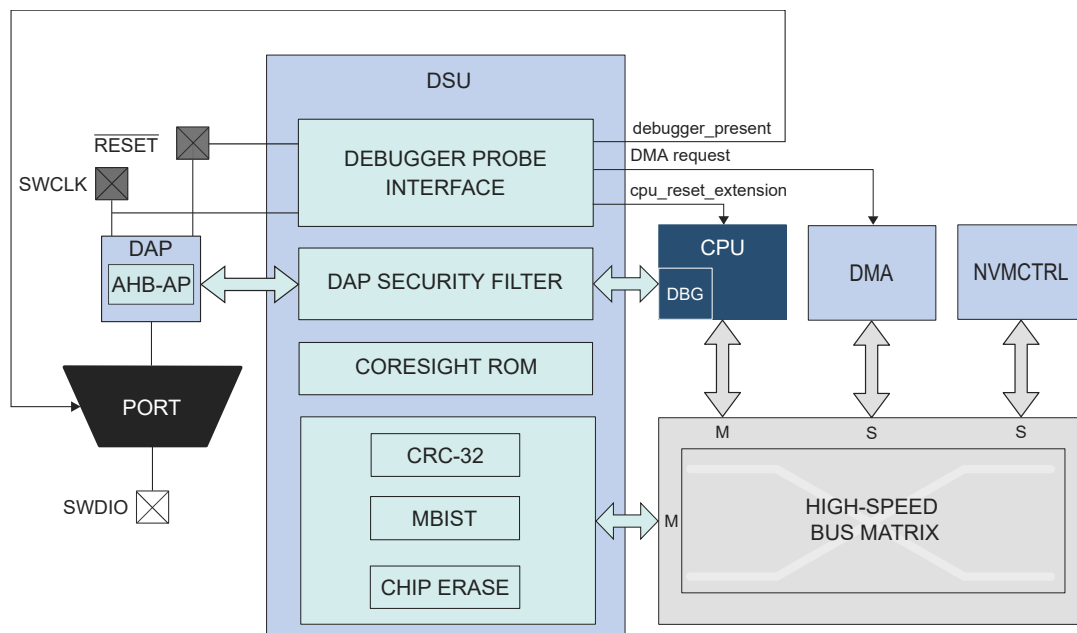 DSU
debugger_present
RESET
DEBUGGER PROBE
INTERFACE
DMA request
SWCLK
cpu_reset_extension
DAP
CPU
AHB-AP
DAP SECURITY FILTER
DBG
DMA
NVMCTRL
CORESIGHT ROM
PORT
M
S
S
CRC-32
SWDIO
MBIST
M
HIGH-SPEED
BUS MATRIX
CHIP ERASE